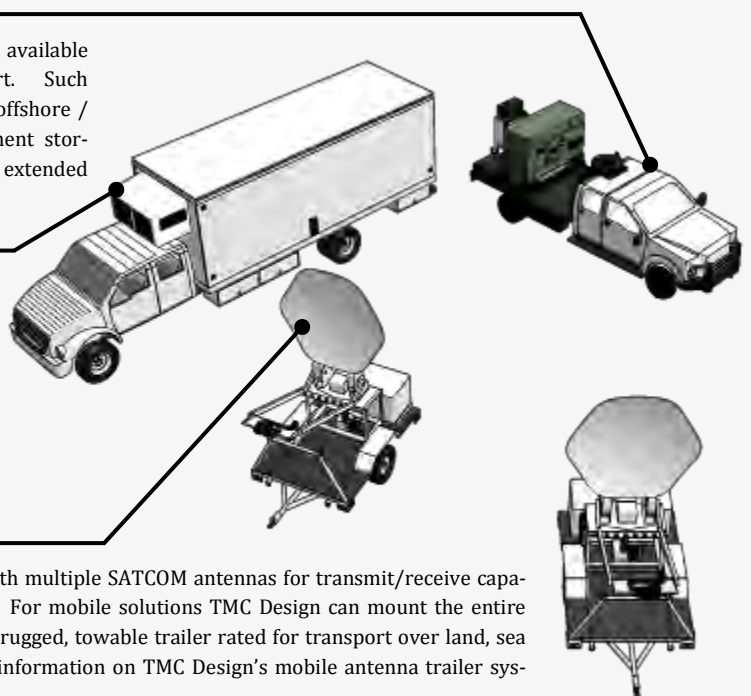 available
rt. Such
offshore /
ment stor-
extended
th multiple SATCOM antennas for transmit/receive capa-
For mobile solutions TMC Design can mount the entire
rugged, towable trailer rated for transport over land, sea
information on TMC Design's mobile antenna trailer sys-